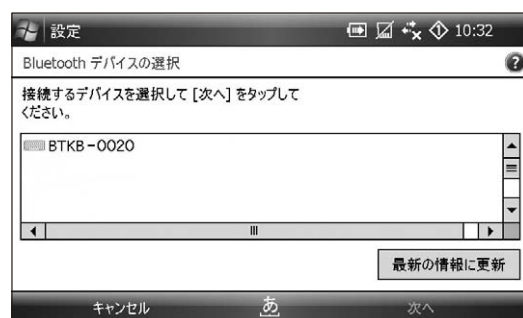 設定 10:32
Bluetooth デバイスの選択
接続するデバイスを選択して [次へ] をタップして
ください。
BTKB-0020
最新の情報に更新
キャンセル あ 次へ